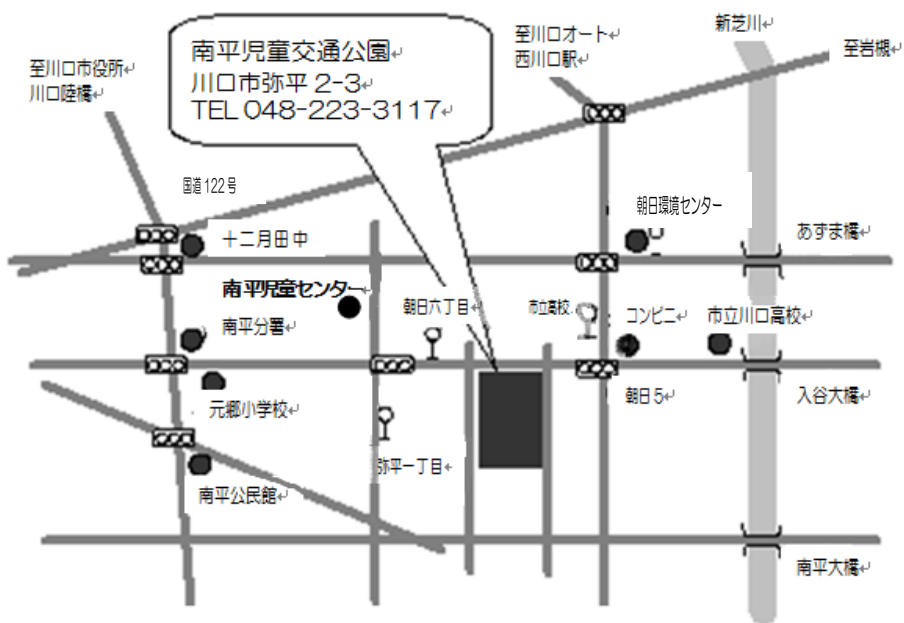 新芝川
至川口オート
西川口駅
至岩槻
南平児童交通公園
川口市弥平 2-3
TEL 048-223-3117
至川口市役所
川口陸橋
国道122号
朝日環境センター
十二月田中
あずま橋
南平児童センター
朝日六丁目
市立高校
コンビニ
市立川口高校
南平分署
元郷小学校
朝日5
入谷大橋
弥平一丁目
南平公民館
南平大橋